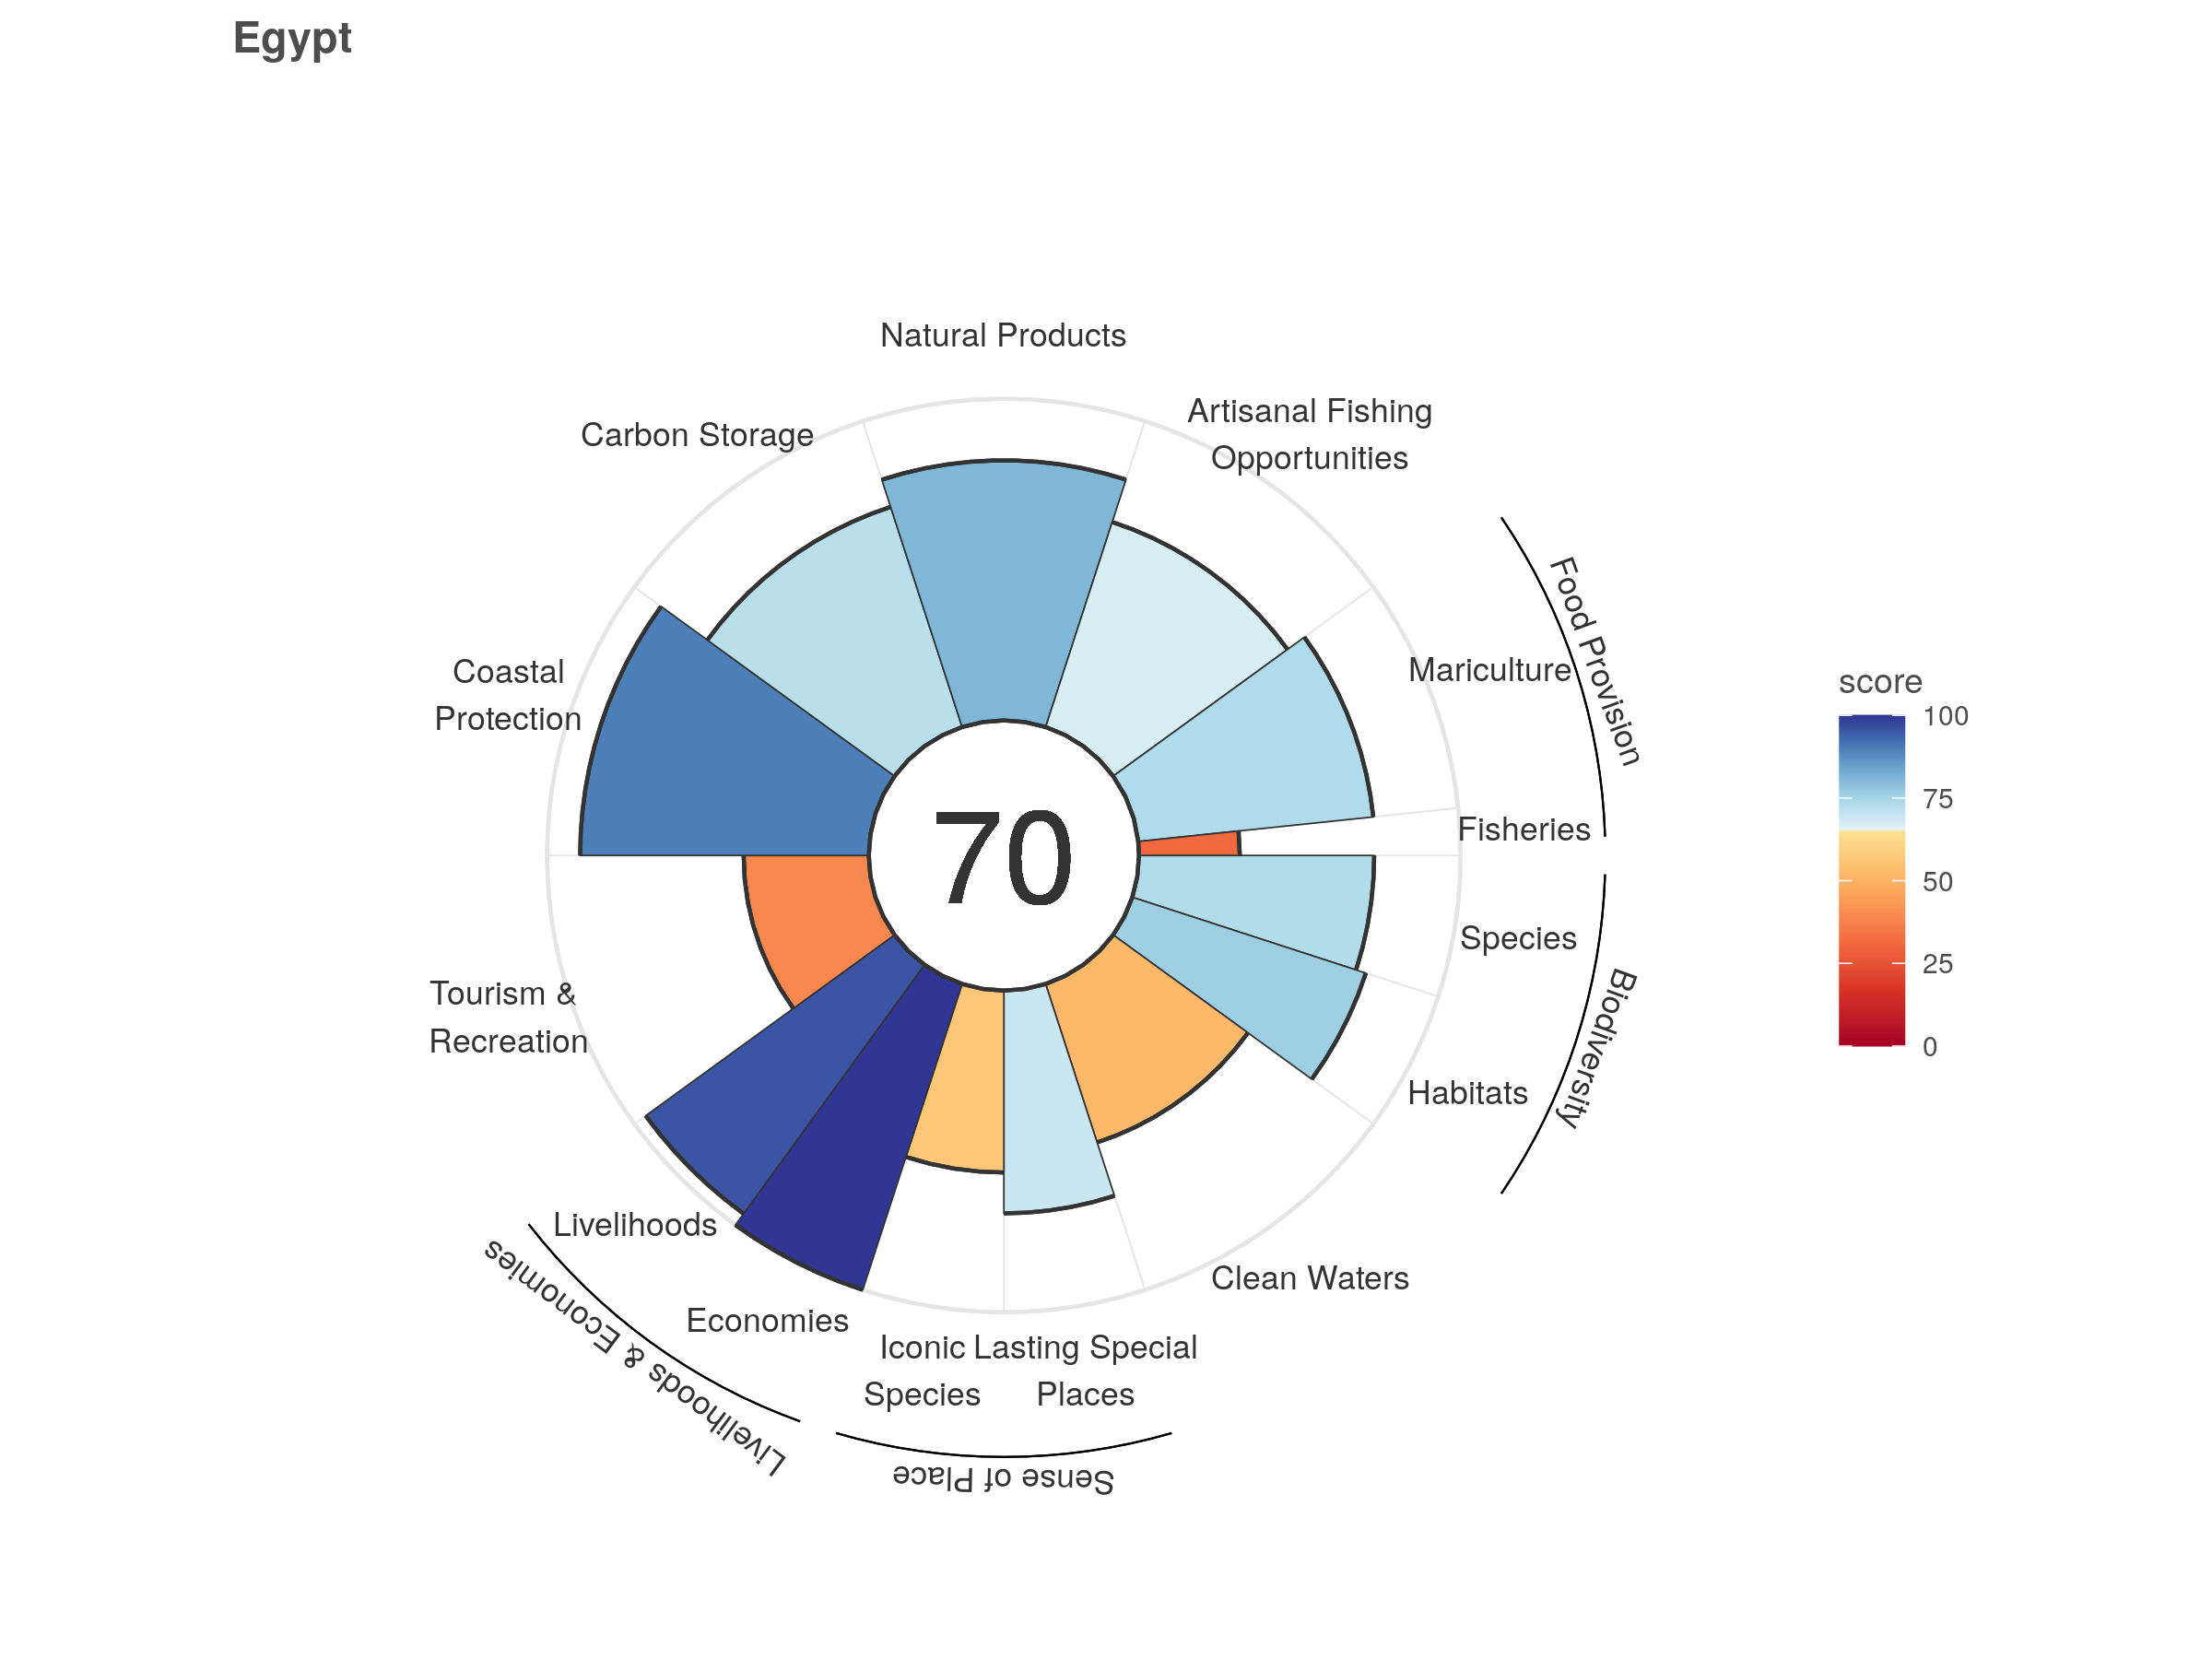 Egypt
Natural Products
Artisanal Fishing
Opportunities
Carbon Storage
Food Provision
Coastal
Protection
Mariculture
score
100
75
50
25
0
70
Fisheries
Species
Biodiversity
Tourism &
Recreation
Habitats
Livelihoods
Clean Waters
Economies
Livelihoods & Economies
Iconic
Species
Lasting Special
Places
Sense of Place